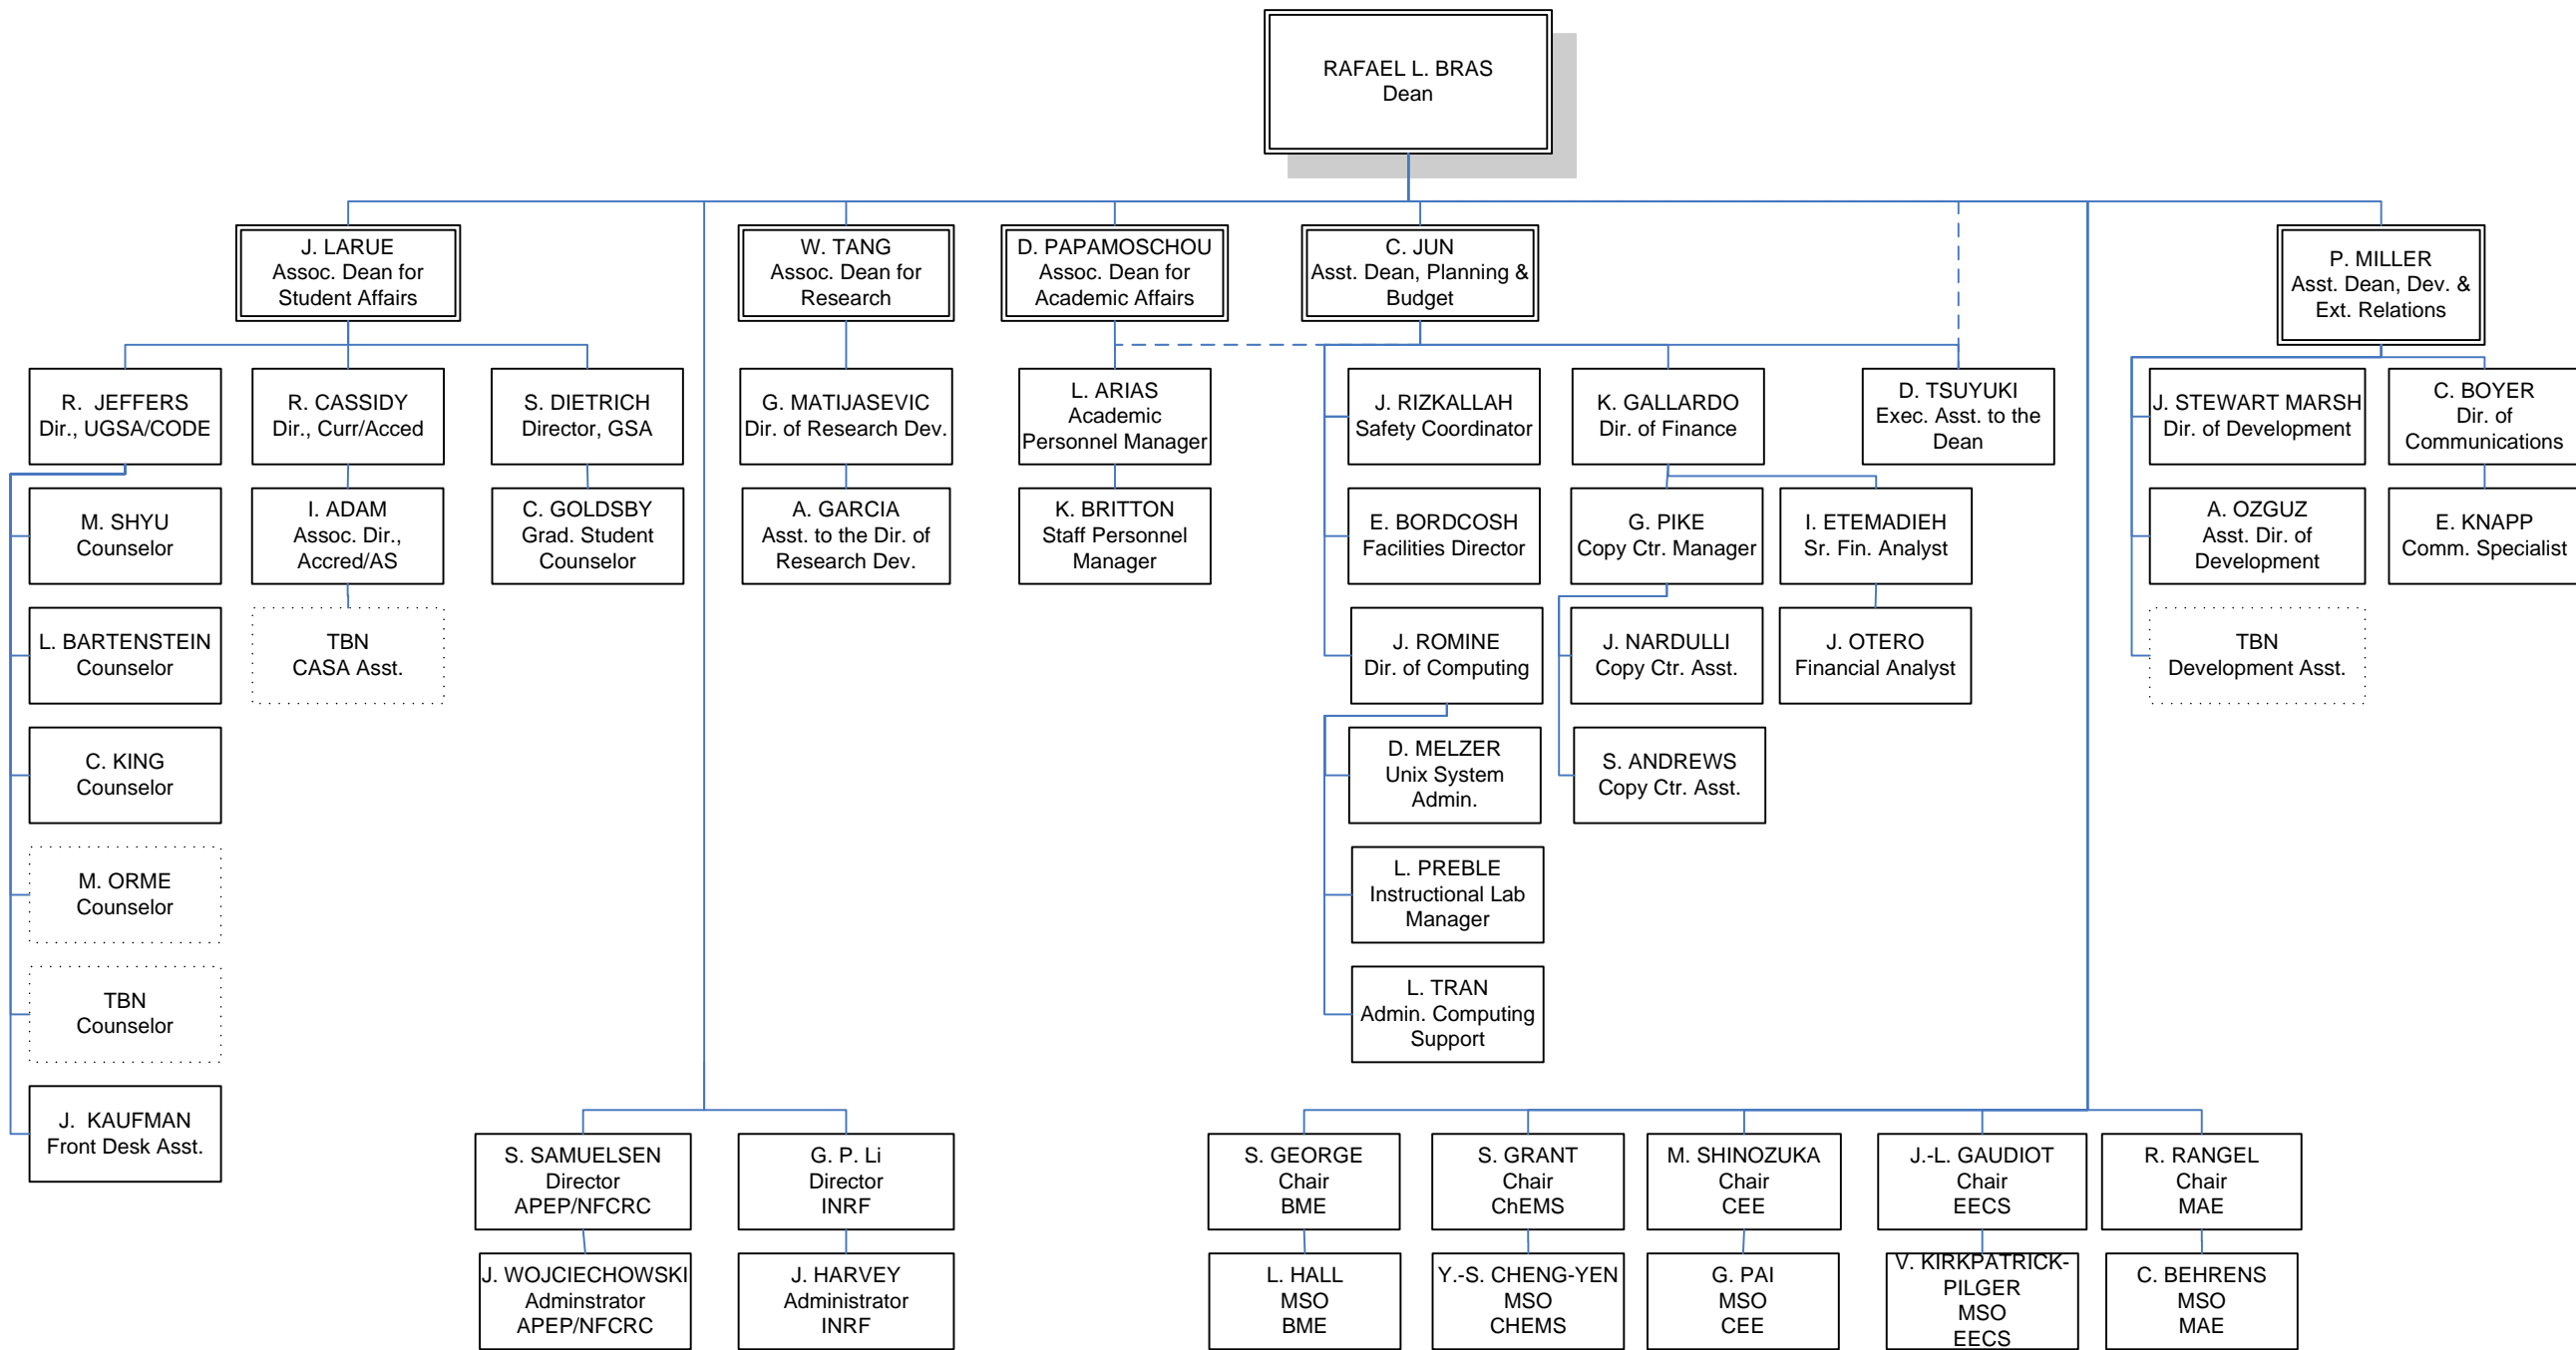 RAFAEL L. BRAS
Dean
J. LARUE
Assoc. Dean for
Student Affairs
W. TANG
Assoc. Dean for
Research
D. PAPAMOSCHOU
Assoc. Dean for
Academic Affairs
C. JUN
Asst. Dean, Planning &
Budget
P. MILLER
Asst. Dean, Dev. &
Ext. Relations
R.  JEFFERS
Dir., UGSA/CODE
R. CASSIDY
Dir., Curr/Acced
S. DIETRICH
Director, GSA
G. MATIJASEVIC
Dir. of Research Dev.
L. ARIAS
Academic
Personnel Manager
J. RIZKALLAH
Safety Coordinator
K. GALLARDO
Dir. of Finance
D. TSUYUKI
Exec. Asst. to the
Dean
J. STEWART MARSH
Dir. of Development
C. BOYER
Dir. of
Communications
M. SHYU
Counselor
I. ADAM
Assoc. Dir.,
Accred/AS
C. GOLDSBY
Grad. Student
Counselor
A. GARCIA
Asst. to the Dir. of
Research Dev.
K. BRITTON
Staff Personnel
Manager
E. BORDCOSH
Facilities Director
G. PIKE
Copy Ctr. Manager
I. ETEMADIEH
Sr. Fin. Analyst
A. OZGUZ
Asst. Dir. of
Development
E. KNAPP
Comm. Specialist
L. BARTENSTEIN
Counselor
TBN
CASA Asst.
J. ROMINE
Dir. of Computing
J. NARDULLI
Copy Ctr. Asst.
J. OTERO
Financial Analyst
TBN
Development Asst.
C. KING
Counselor
D. MELZER
Unix System
Admin.
S. ANDREWS
Copy Ctr. Asst.
M. ORME
Counselor
L. PREBLE
Instructional Lab
Manager
TBN
Counselor
L. TRAN
Admin. Computing
Support
J.  KAUFMAN
Front Desk Asst.
S. SAMUELSEN
Director
APEP/NFCRC
G. P. Li
Director
INRF
S. GEORGE
Chair
BME
S. GRANT
Chair
ChEMS
M. SHINOZUKA
Chair
CEE
J.-L. GAUDIOT
Chair
EECS
R. RANGEL
Chair
MAE
J. WOJCIECHOWSKI
Adminstrator
APEP/NFCRC
J. HARVEY
Administrator
INRF
L. HALL
MSO
BME
Y.-S. CHENG-YEN
MSO
CHEMS
G. PAI
MSO
CEE
V. KIRKPATRICK-
PILGER
MSO
EECS
C. BEHRENS
MSO
MAE